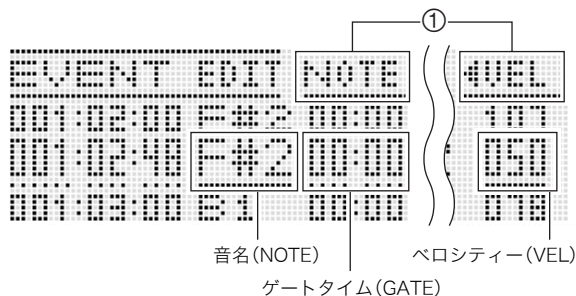 ①
EVENT EDIT NOTE ◀VEL
001:02:00 F#2 00:00 107
001:02:48 F#2 00:00 : 050
001:03:00 B1 00:00 078
音名(NOTE) ベロシティー(VEL)
ゲートタイム(GATE)